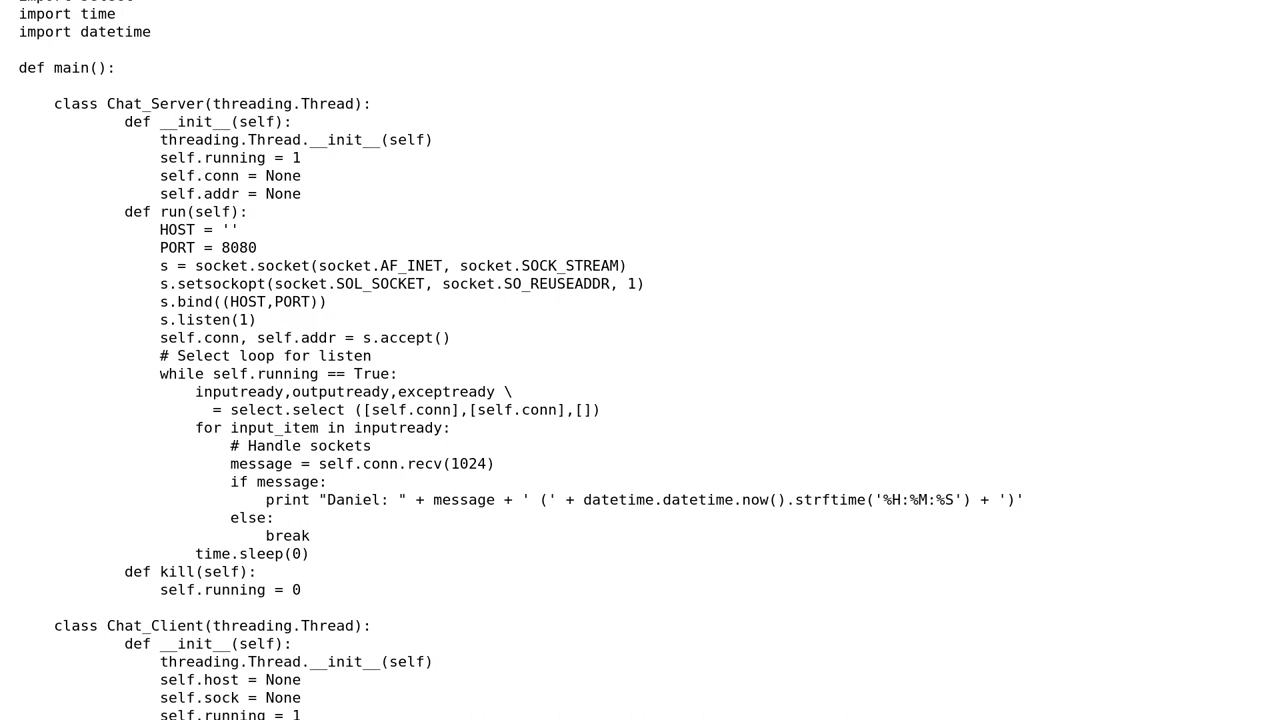 import time
import datetime
def main():
class Chat_Server(threading.Thread):
def __init__(self):
threading.Thread.__init__(self)
self.running = 1
self.conn = None
self.addr = None
def run(self):
HOST = ''
PORT = 8080
s = socket.socket(socket.AF_INET, socket.SOCK_STREAM)
s.setsockopt(socket.SOL_SOCKET, socket.SO_REUSEADDR, 1)
s.bind((HOST,PORT))
s.listen(1)
self.conn, self.addr = s.accept()
# Select loop for listen
while self.running == True:
inputready,outputready,exceptready \
= select.select ([self.conn],[self.conn],[])
for input_item in inputready:
# Handle sockets
message = self.conn.recv(1024)
if message:
print "Daniel: " + message + ' (' + datetime.datetime.now().strftime('%H:%M:%S') + ')'
else:
break
time.sleep(0)
def kill(self):
self.running = 0
class Chat_Client(threading.Thread):
def __init__(self):
threading.Thread.__init__(self)
self.host = None
self.sock = None
self.running = 1